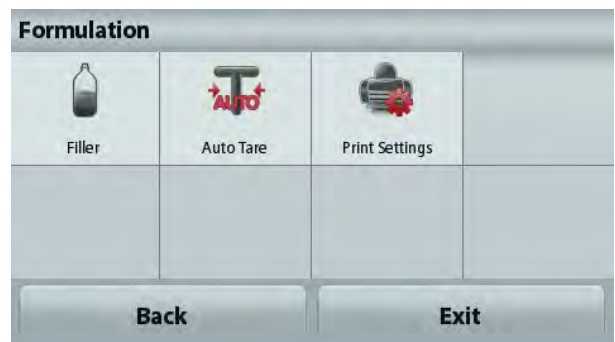 Formulation
AUTO
Filler
Auto Tare
Print Settings
Back
Exit